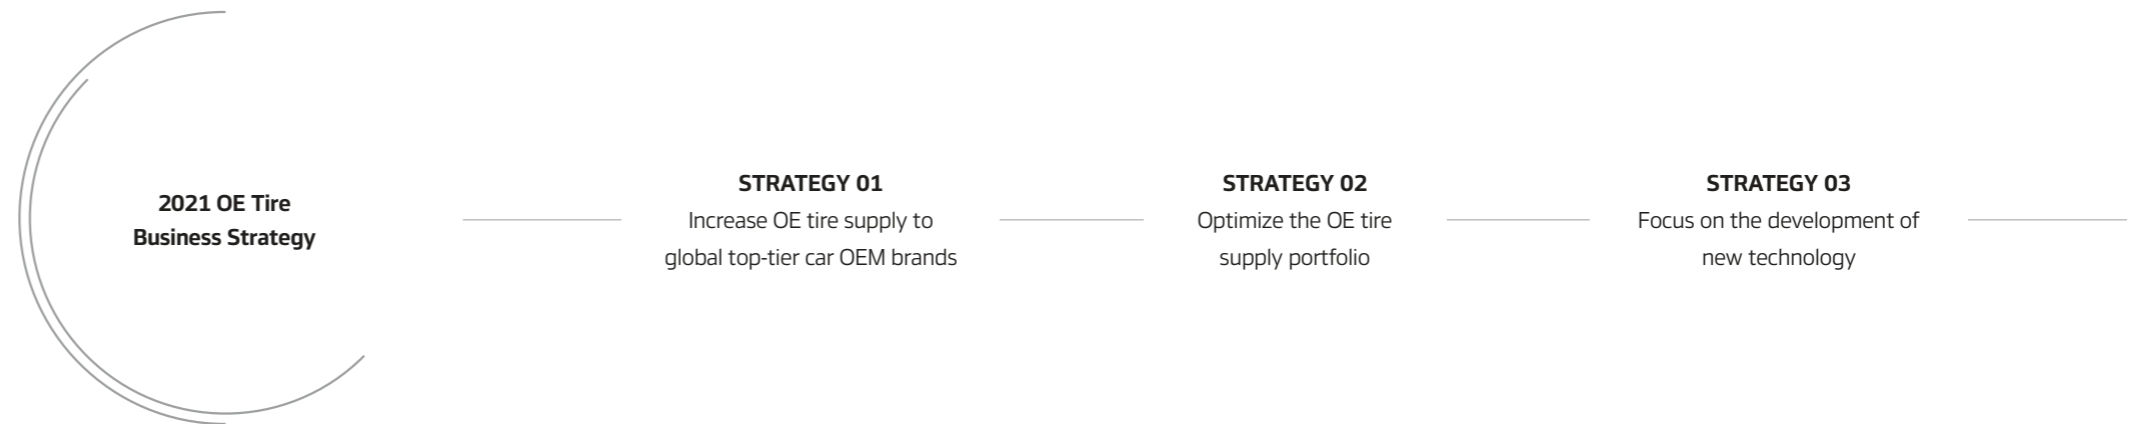 2021 OE Tire
Business Strategy
STRATEGY 01
Increase OE tire supply to
global top-tier car OEM brands
STRATEGY 02
Optimize the OE tire
supply portfolio
STRATEGY 03
Focus on the development of
new technology